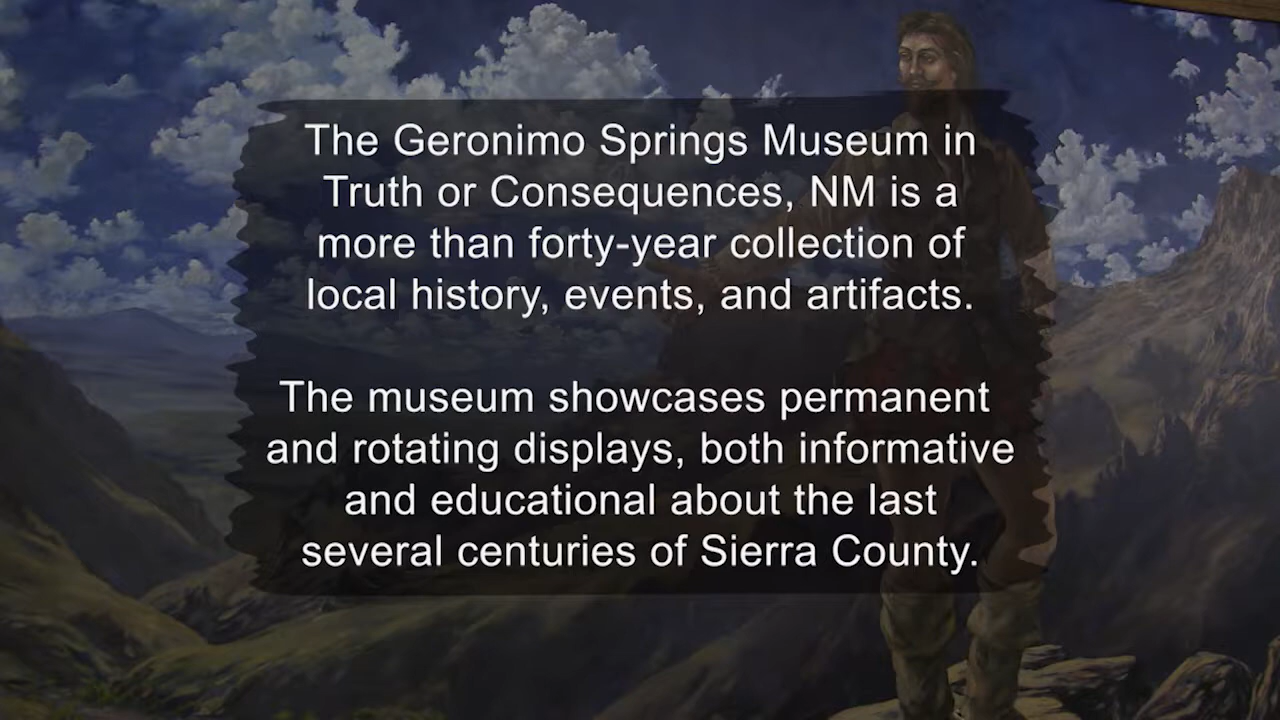 The Geronimo Springs Museum in
Truth or Consequences, NM is a
more than forty-year collection of
local history, events, and artifacts.
The museum showcases permanent
and rotating displays, both informative
and educational about the last
several centuries of Sierra County.